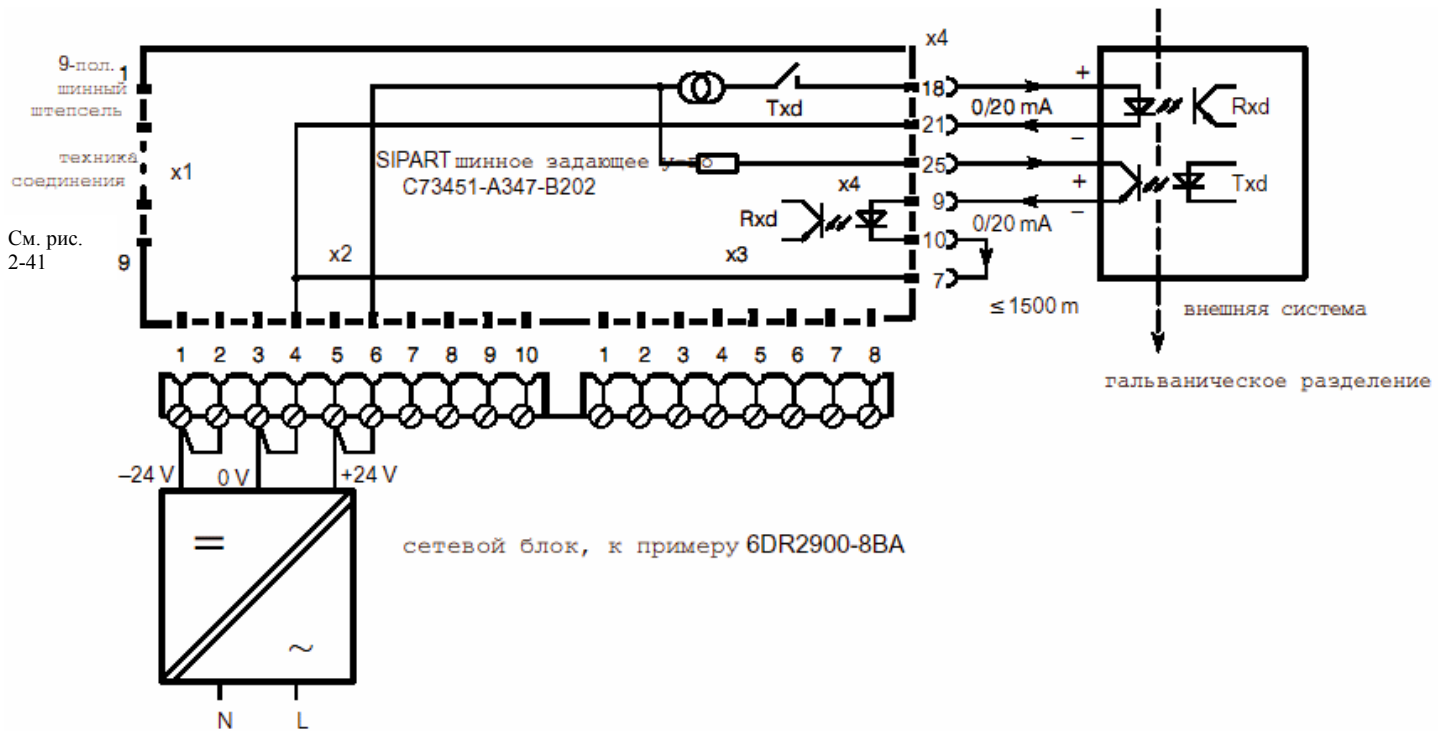 x4
9-пол. 1
шинный
штепсель
техника
соединения
x1
См. рис.
2-41
9
Txd
18
0/20 mA
+
Rxd
21
–
SIPART шинное задающее у-во
C73451-A347-B202
25
x4
+
Txd
Rxd
9
–
0/20 mA
10
x2
x3
7
≤ 1500 m
внешняя система
гальваническое разделение
1 2 3 4 5 6 7 8 9 10
1 2 3 4 5 6 7 8
–24 V
0 V
+24 V
=
сетевой блок, к примеру 6DR2900-8BA
~
N
L